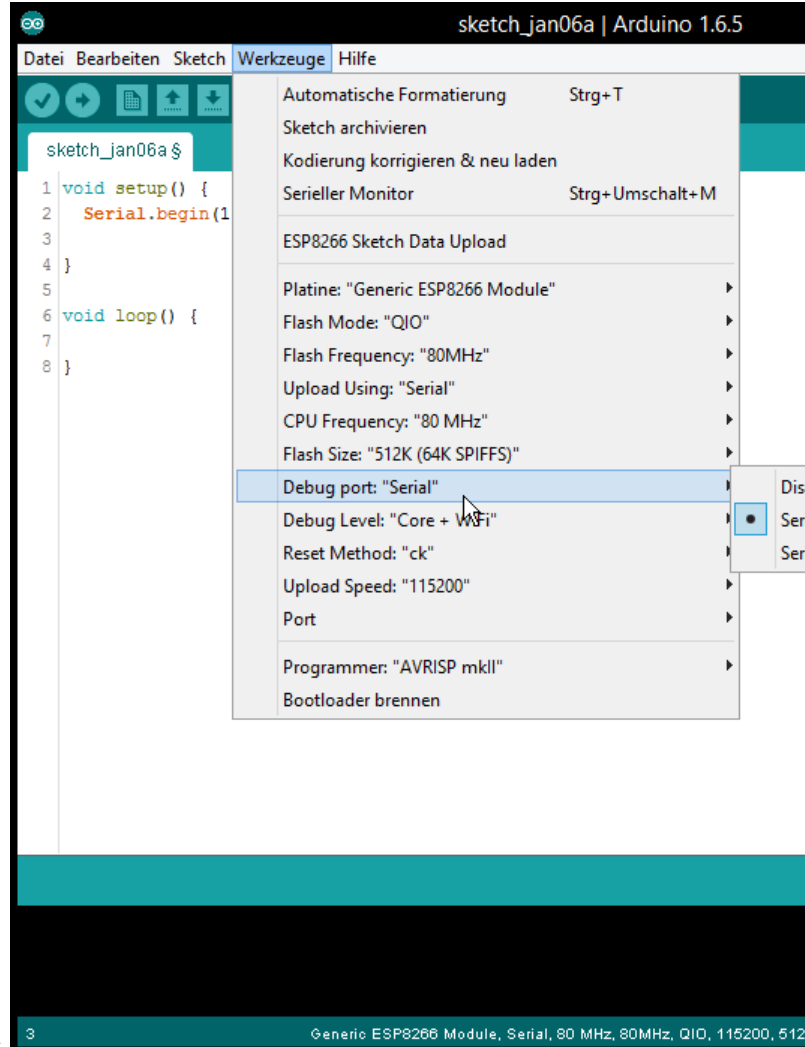 sketch_jan06a | Arduino 1.6.5
Datei Bearbeiten Sketch Werkzeuge Hilfe
sketch_jan06a §
1 void setup() {
2 Serial.begin(1
3
4 }
5
6 void loop() {
7
8 }
Automatische Formatierung Strg+T
Sketch archivieren
Kodierung korrigieren & neu laden
Serieller Monitor Strg+Umschalt+M
ESP8266 Sketch Data Upload
Platine: "Generic ESP8266 Module"
Flash Mode: "QIO"
Flash Frequency: "80MHz"
Upload Using: "Serial"
CPU Frequency: "80 MHz"
Flash Size: "512K (64K SPIFFS)"
Debug port: "Serial"
Debug Level: "Core + WiFi"
Reset Method: "ck"
Upload Speed: "115200"
Port
Programmer: "AVRISP mkII"
Bootloader brennen
Dis
Ser
Ser
3 Generic ESP8266 Module, Serial, 80 MHz, 80MHz, QIO, 115200, 512